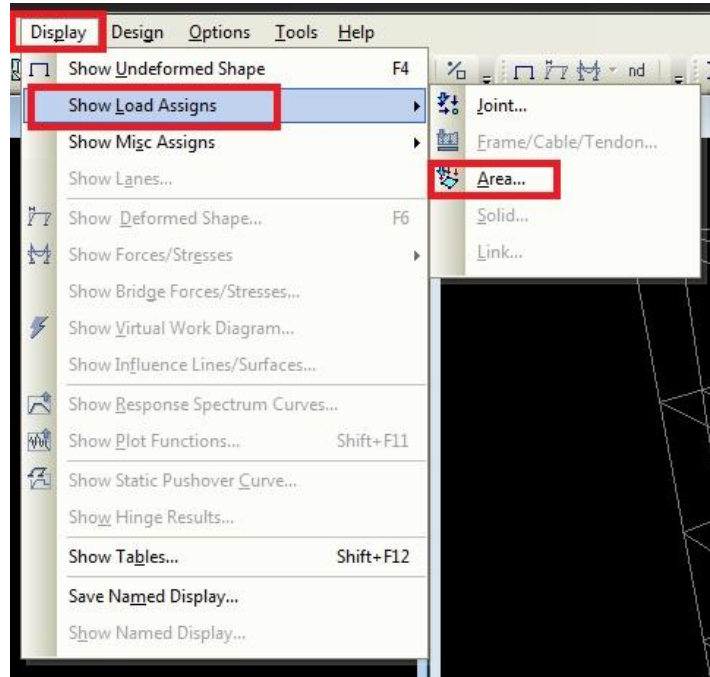 Display Design Options Tools Help
Show Undeformed Shape F4
nd
Show Load Assigns
Joint...
Show Misc Assigns
Frame/Cable/Tendon...
Show Lanes...
Area...
Show Deformed Shape... F6
Solid...
Show Forces/Stresses
Link...
Show Bridge Forces/Stresses...
Show Virtual Work Diagram...
Show Influence Lines/Surfaces...
Show Response Spectrum Curves...
Show Plot Functions... Shift+F11
Show Static Pushover Curve...
Show Hinge Results...
Show Tables... Shift+F12
Save Named Display...
Show Named Display...